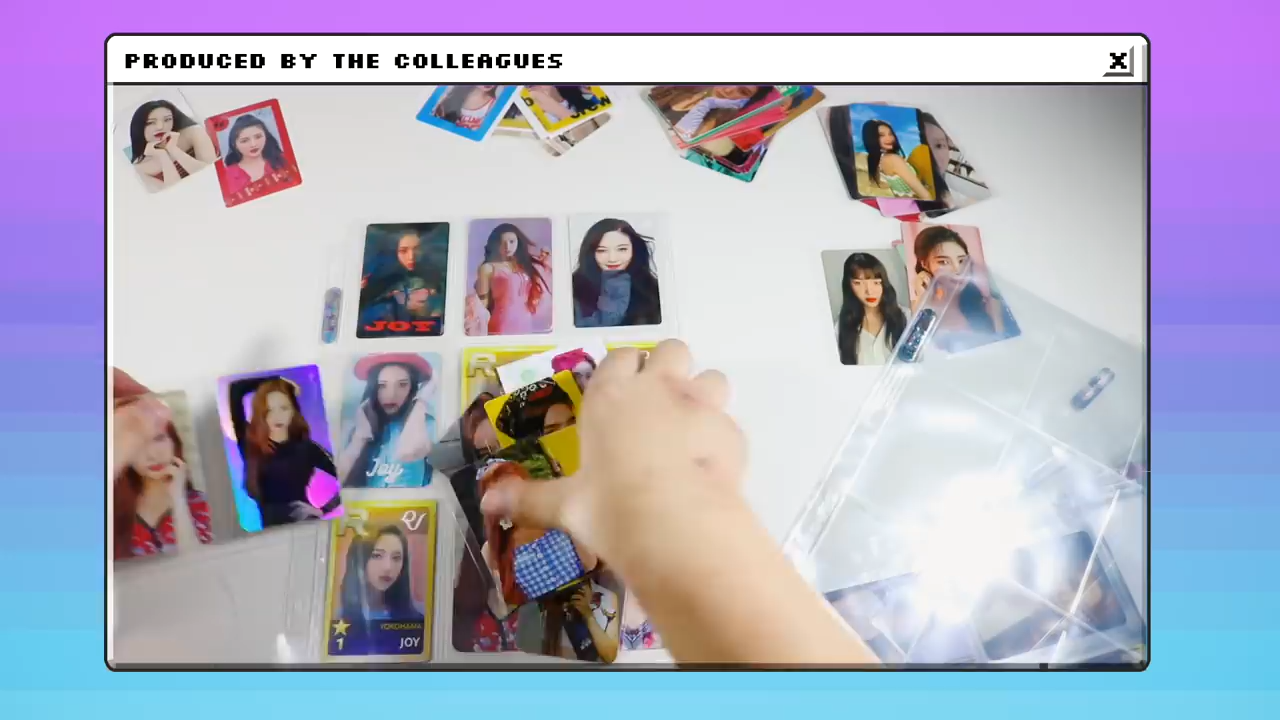 PRODUCED BY THE COLLEAGUES
X
JOY
R
Joy
R RV
YOKOHAMA
1 JOY